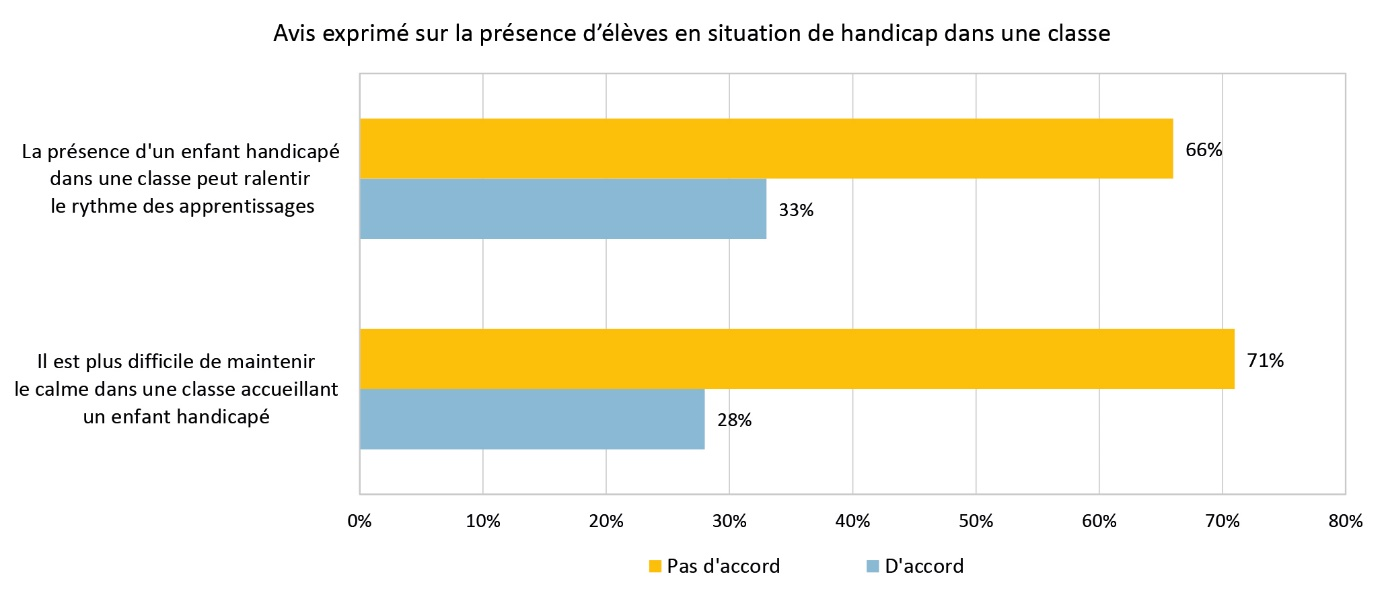 Avis exprimé sur la présence d’élèves en situation de handicap dans une classe
La présence d'un enfant handicapé
dans une classe peut ralentir
le rythme des apprentissages
66%
33%
Il est plus difficile de maintenir
le calme dans une classe accueillant
un enfant handicapé
71%
28%
0% 10% 20% 30% 40% 50% 60% 70% 80%
Pas d'accord D'accord